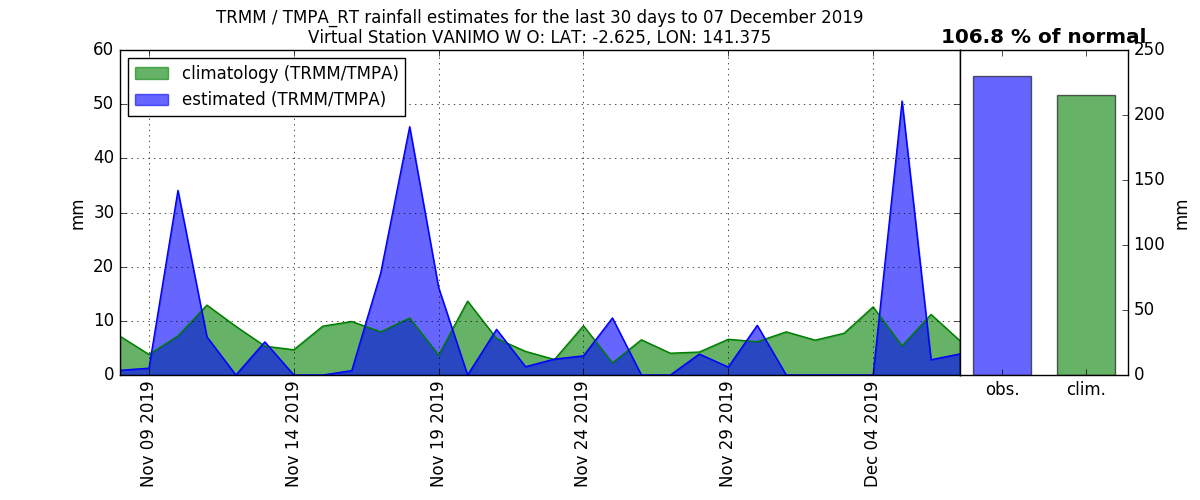 TRMM / TMPA_RT rainfall estimates for the last 30 days to 07 December 2019
Virtual Station VANIMO W O: LAT: -2.625, LON: 141.375
106.8 % of normal
climatology (TRMM/TMPA)
estimated (TRMM/TMPA)
60
50
40
30
20
10
0
mm
Nov 09 2019
Nov 14 2019
Nov 19 2019
Nov 24 2019
Nov 29 2019
Dec 04 2019
obs.
clim.
250
200
150
100
50
0
mm